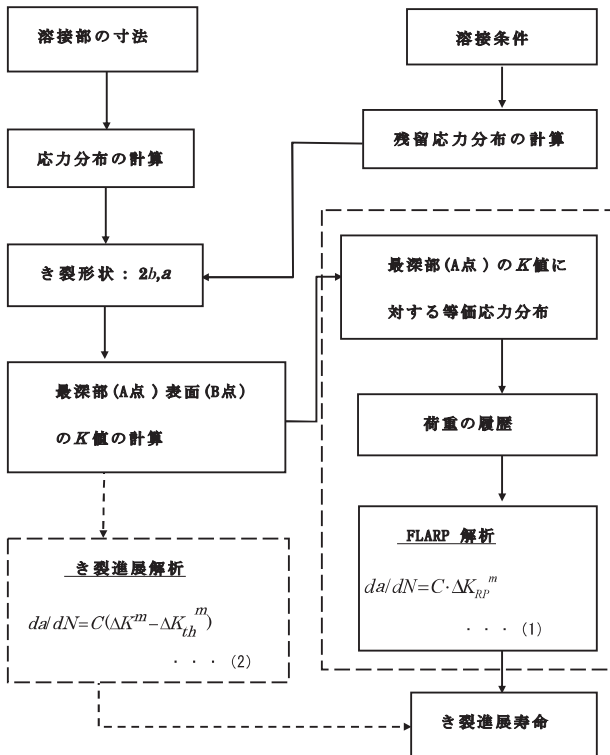 溶接部の寸法
応力分布の計算
き裂形状：2b,a
最深部(A点)表面(B点)
のK値の計算
き裂進展解析
da/dN=C(ΔK^m−ΔK_th^m)
・・・(2)
溶接条件
残留応力分布の計算
最深部(A点)のK値に
対する等価応力分布
荷重の履歴
FLARP 解析
da/dN=C·ΔK_RP^m
・・・(1)
き裂進展寿命